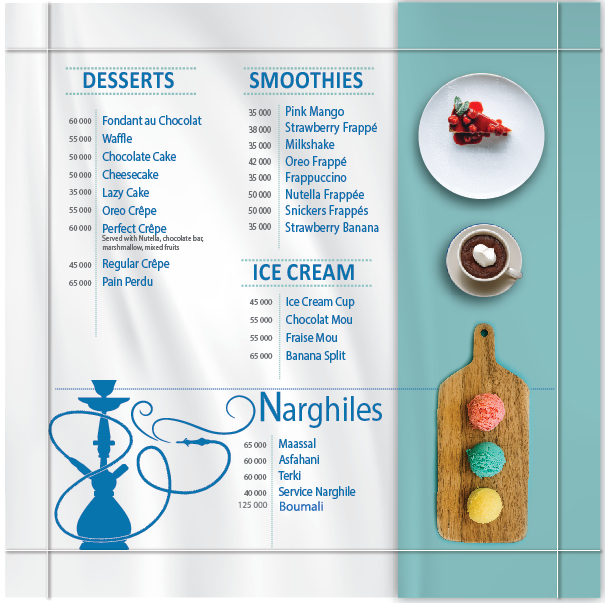 DESSERTS
60 000 Fondant au Chocolat
55 000 Waffle
50 000 Chocolate Cake
50 000 Cheesecake
35 000 Lazy Cake
55 000 Oreo Crêpe
60 000 Perfect Crêpe
Served with Nutella, chocolate bar,
marshmallow, mixed fruits
45 000 Regular Crêpe
65 000 Pain Perdu
SMOOTHIES
35 000 Pink Mango
38 000 Strawberry Frappé
35 000 Milkshake
42 000 Oreo Frappé
35 000 Frappuccino
50 000 Nutella Frappée
50 000 Snickers Frappés
35 000 Strawberry Banana
ICE CREAM
45 000 Ice Cream Cup
55 000 Chocolat Mou
55 000 Fraise Mou
65 000 Banana Split
Narghiles
65 000 Maassal
60 000 Asfahani
60 000 Terki
40 000 Service Narghile
125 000 Boumali